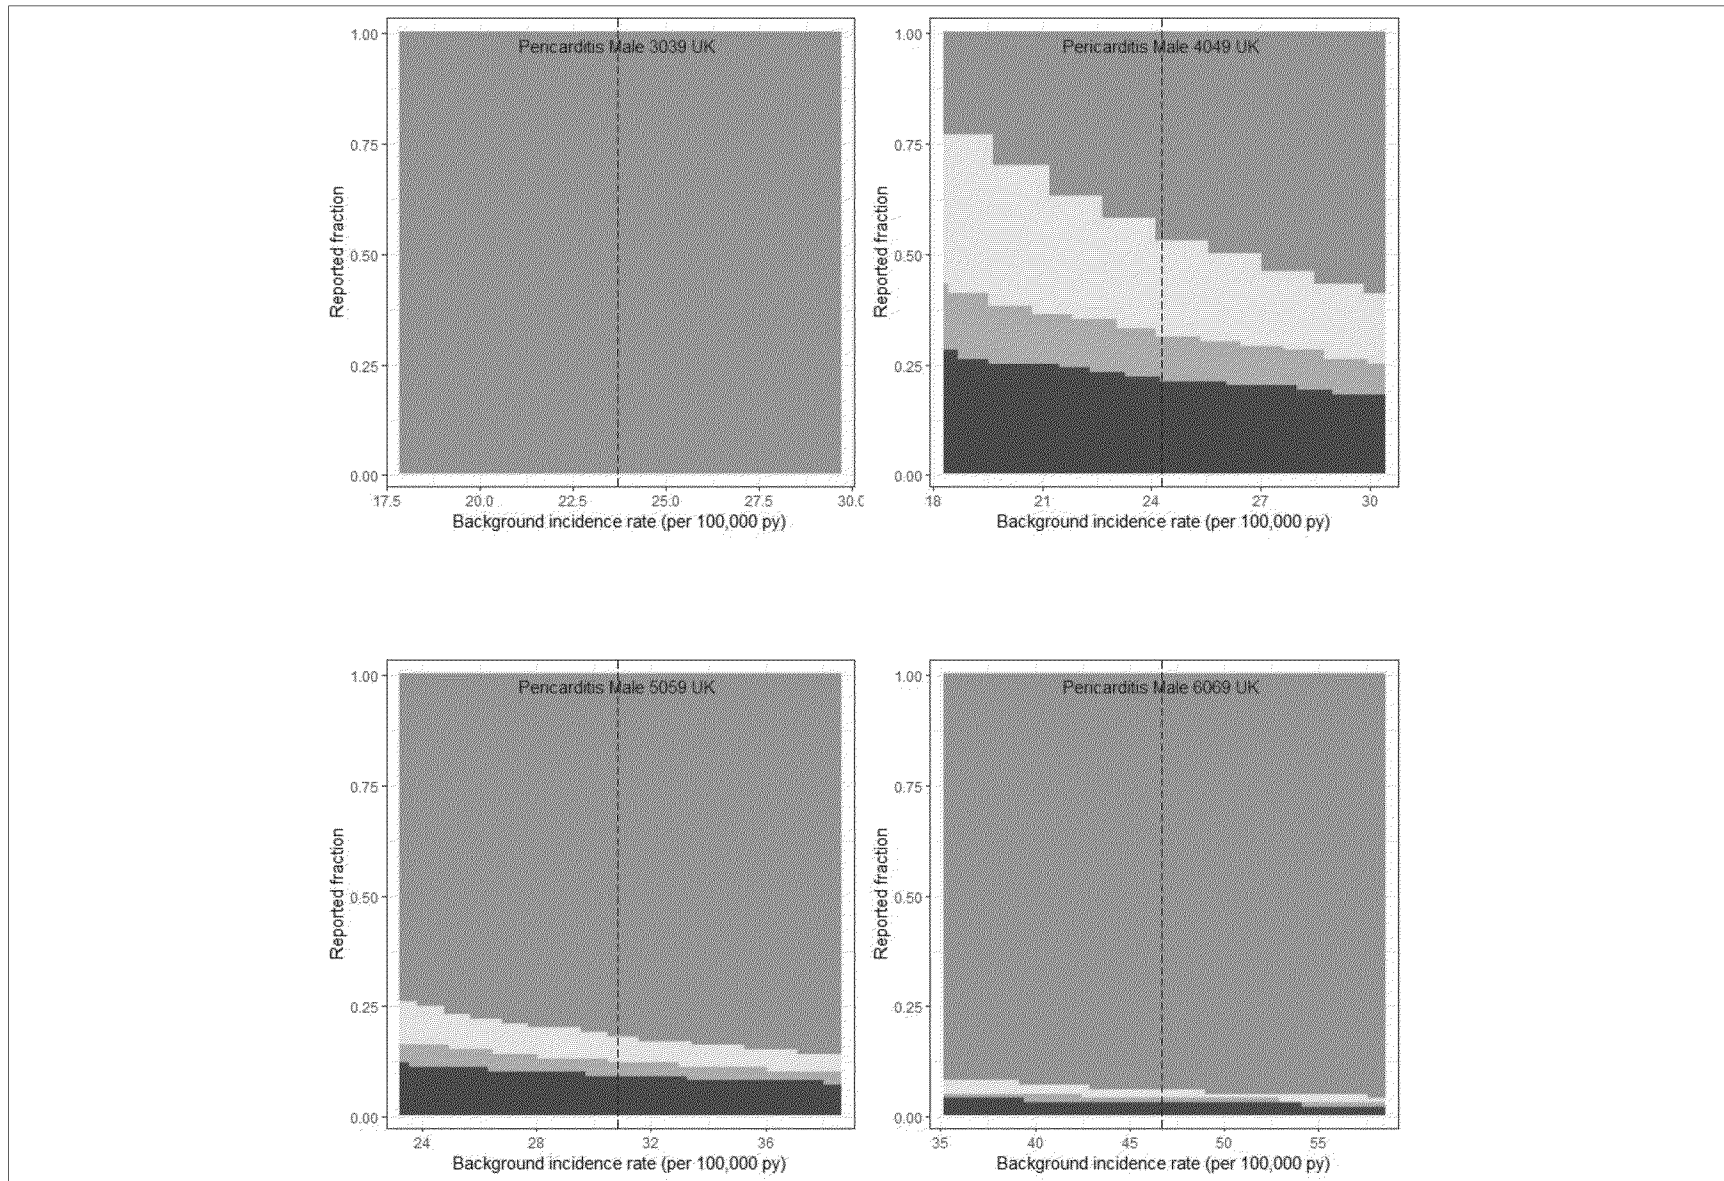 Pericarditis Male 3039 UK
1.00
0.75
0.50
0.25
0.00
Reported fraction
17.5 20.0 22.5 25.0 27.5 30.0
Background incidence rate (per 100,000 py)
Pericarditis Male 4049 UK
1.00
0.75
0.50
0.25
0.00
Reported fraction
18 21 24 27 30
Background incidence rate (per 100,000 py)
Pericarditis Male 5059 UK
1.00
0.75
0.50
0.25
0.00
Reported fraction
24 28 32 36
Background incidence rate (per 100,000 py)
Pericarditis Male 6069 UK
1.00
0.75
0.50
0.25
0.00
Reported fraction
35 40 45 50 55
Background incidence rate (per 100,000 py)